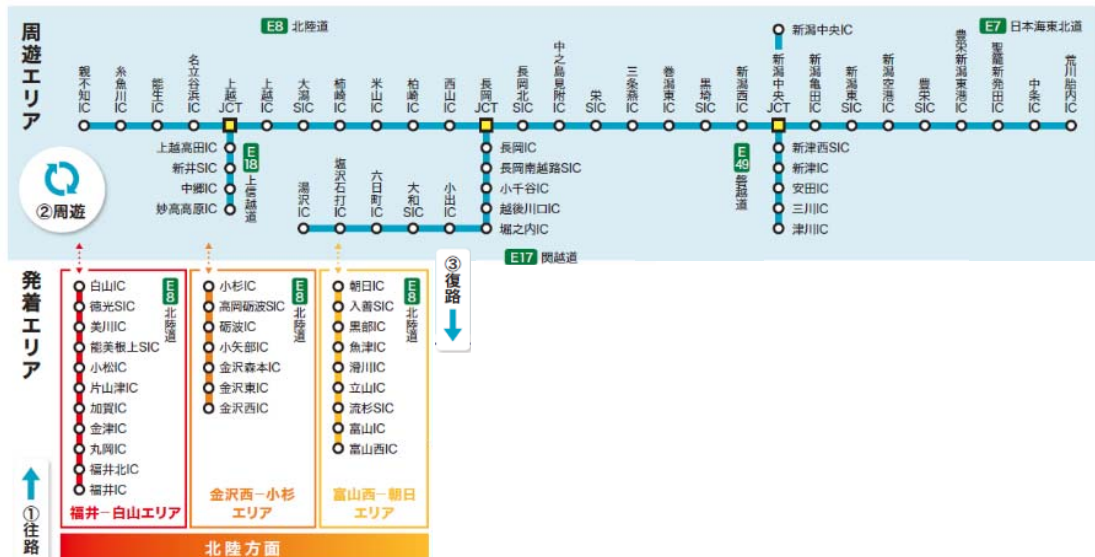 周遊エリア
E8 北陸道
E7 日本海東北道
新潟中央IC
親不知IC
糸魚川IC
能生IC
名立谷浜IC
上越JCT
上越IC
大潟SIC
柿崎IC
米山IC
柏崎IC
西山IC
長岡JCT
長岡北SIC
中之島見附IC
栄SIC
三条燕IC
巻潟東IC
黒埼SIC
新潟西IC
新潟中央JCT
新潟亀田IC
新潟東SIC
新潟空港IC
豊栄SIC
豊栄新潟東港IC
聖籠新発田IC
中条IC
荒川胎内IC
上越高田IC
新井SIC
中郷IC
妙高高原IC
E18 上信越道
湯沢IC
塩沢石打IC
六日町IC
大和SIC
小出IC
長岡IC
長岡南越路SIC
小千谷IC
越後川口IC
堀之内IC
E17 関越道
E49 磐越道
新津西SIC
新津IC
安田IC
三川IC
津川IC
②周遊
発着エリア
白山IC
徳光SIC
美川IC
能美根上SIC
小松IC
片山津IC
加賀IC
金津IC
丸岡IC
福井北IC
福井IC
E8 北陸道
福井－白山エリア
小杉IC
高岡砺波SIC
砺波IC
小矢部IC
金沢森本IC
金沢東IC
金沢西IC
E8 北陸道
金沢西－小杉
エリア
朝日IC
入善SIC
黒部IC
魚津IC
滑川IC
立山IC
流杉SIC
富山IC
富山西IC
E8 北陸道
富山西－朝日
エリア
③復路
①往路
北陸方面